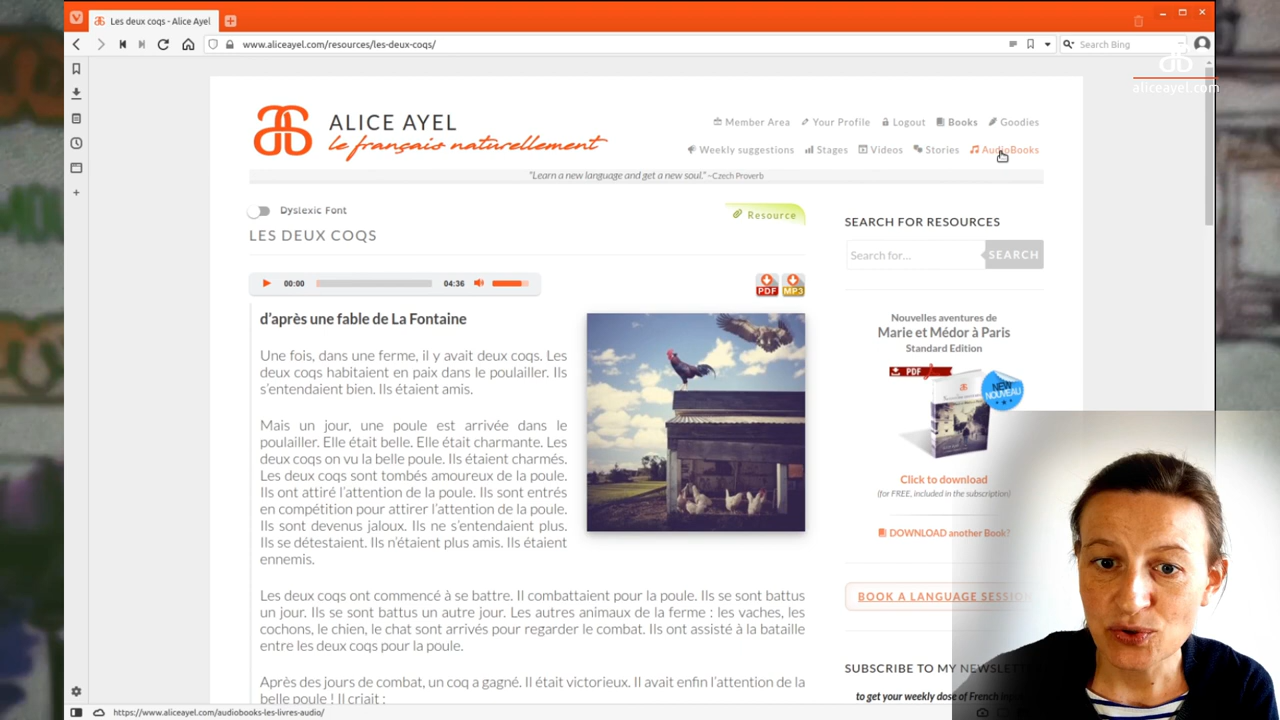 Les deux coqs - Alice Ayel
www.aliceayel.com/resources/les-deux-coqs/
Search Bing
aliceayel.com
ALICE AYEL
le français naturellement
Member Area Your Profile Logout Books Goodies
Weekly suggestions Stages Videos Stories AudioBooks
"Learn a new language and get a new soul." ~Czech Proverb
Dyslexic Font
Resource
LES DEUX COQS
00:00 04:36
PDF MP3
d'après une fable de La Fontaine
Une fois, dans une ferme, il y avait deux coqs. Les
deux coqs habitaient en paix dans le poulailler. Ils
s'entendaient bien. Ils étaient amis.
Mais un jour, une poule est arrivée dans le
poulailler. Elle était belle. Elle était charmante. Les
deux coqs on vu la belle poule. Ils étaient charmés.
Les deux coqs sont tombés amoureux de la poule.
Ils ont attiré l'attention de la poule. Ils sont entrés
en compétition pour attirer l'attention de la poule.
Ils sont devenus jaloux. Ils ne s'entendaient plus.
Ils se détestaient. Ils n'étaient plus amis. Ils étaient
ennemis.
Les deux coqs ont commencé à se battre. Il combattaient pour la poule. Ils se sont battus
un jour. Ils se sont battus un autre jour. Les autres animaux de la ferme : les vaches, les
cochons, le chien, le chat sont arrivés pour regarder le combat. Ils ont assisté à la bataille
entre les deux coqs pour la poule.
Après des jours de combat, un coq a gagné. Il était victorieux. Il avait enfin l'attention de la
belle poule ! Il criait :
SEARCH FOR RESOURCES
Search for... SEARCH
Nouvelles aventures de
Marie et Médor à Paris
Standard Edition
PDF
NEW
NOUVEAU
Click to download
(for FREE, included in the subscription)
DOWNLOAD another Book?
BOOK A LANGUAGE SESSION
SUBSCRIBE TO MY NEWSLET
to get your weekly dose of French
https://www.aliceayel.com/audiobooks-les-livres-audio/